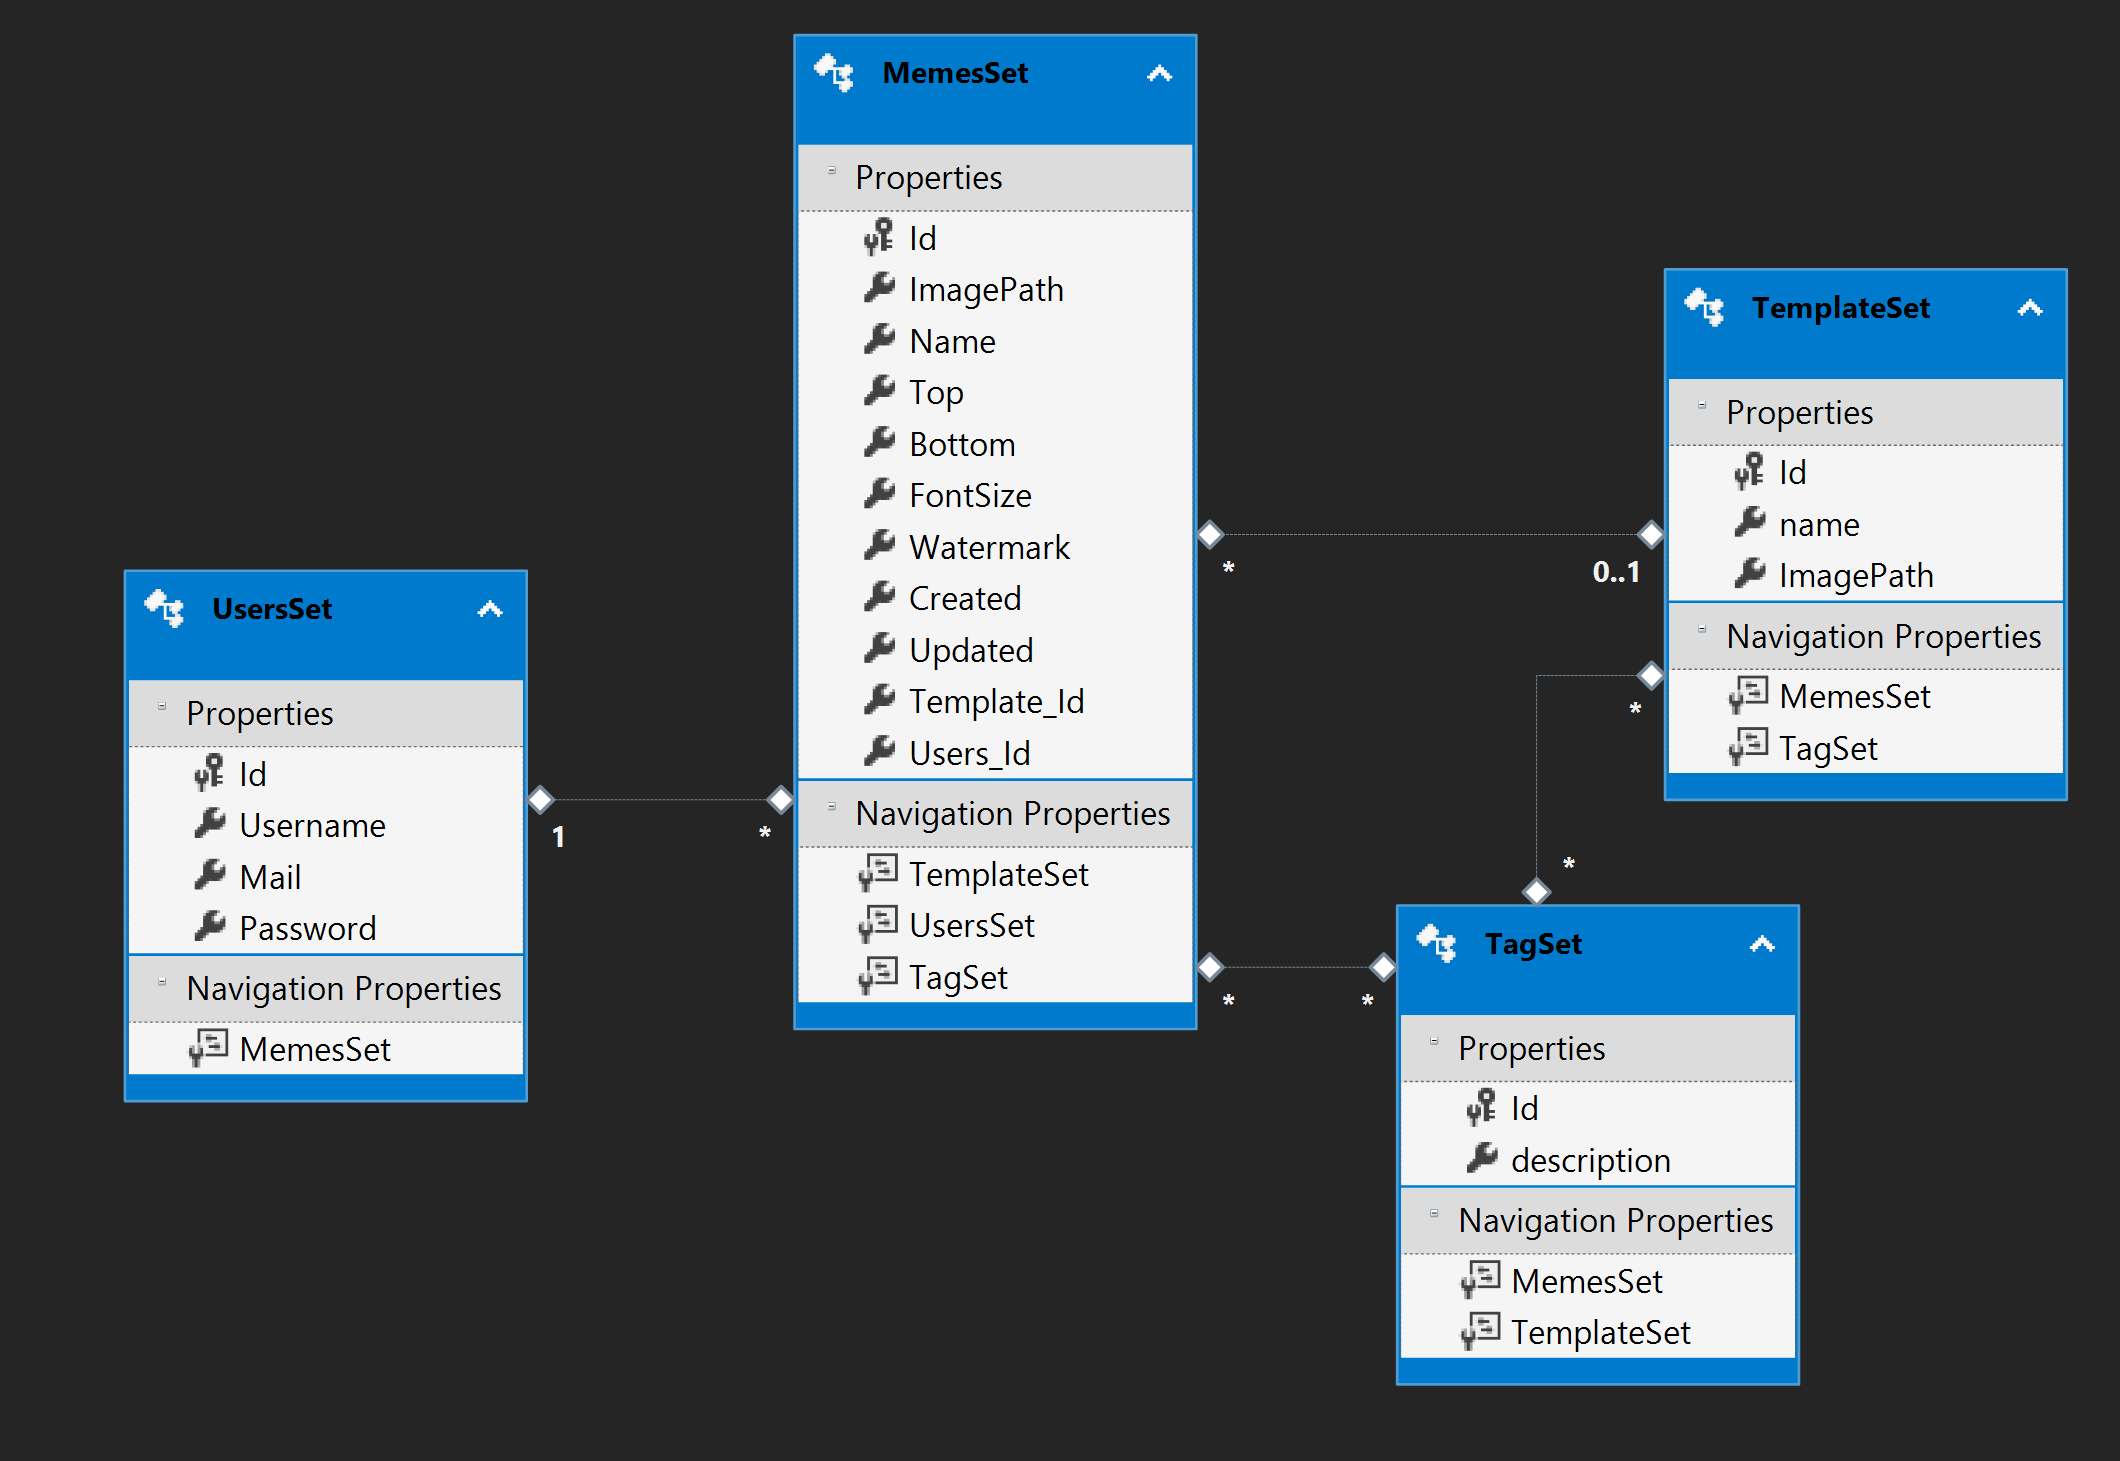 MemesSet
Properties
Id
ImagePath
Name
Top
Bottom
FontSize
Watermark
Created
Updated
Template_Id
Users_Id
Navigation Properties
TemplateSet
UsersSet
TagSet
TemplateSet
Properties
Id
name
ImagePath
Navigation Properties
MemesSet
TagSet
UsersSet
Properties
Id
Username
Mail
Password
Navigation Properties
MemesSet
TagSet
Properties
Id
description
Navigation Properties
MemesSet
TemplateSet
* 0..1
1 *
*
*
* *